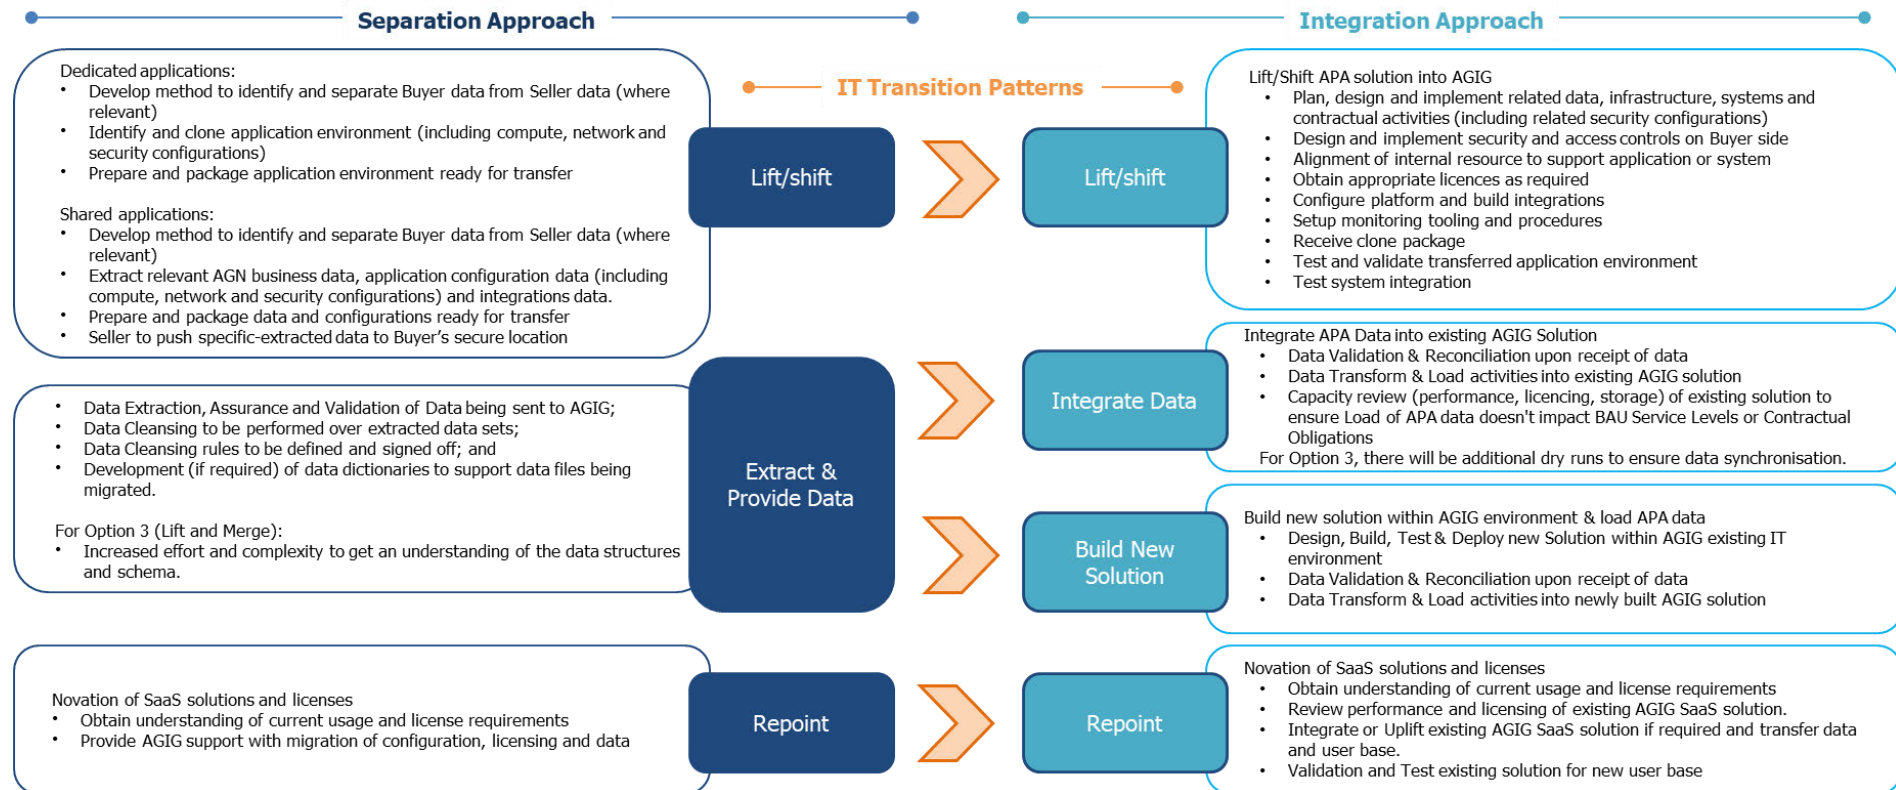 Separation Approach
Integration Approach
IT Transition Patterns
Dedicated applications:
• Develop method to identify and separate Buyer data from Seller data (where
relevant)
• Identify and clone application environment (including compute, network and
security configurations)
• Prepare and package application environment ready for transfer
Shared applications:
• Develop method to identify and separate Buyer data from Seller data (where
relevant)
• Extract relevant AGN business data, application configuration data (including
compute, network and security configurations) and integrations data.
• Prepare and package data and configurations ready for transfer
• Seller to push specific-extracted data to Buyer's secure location
Lift/shift
Lift/shift
Lift/Shift APA solution into AGIG
• Plan, design and implement related data, infrastructure, systems and
contractual activities (including related security configurations)
• Design and implement security and access controls on Buyer side
• Alignment of internal resource to support application or system
• Obtain appropriate licences as required
• Configure platform and build integrations
• Setup monitoring tooling and procedures
• Receive clone package
• Test and validate transferred application environment
• Test system integration
• Data Extraction, Assurance and Validation of Data being sent to AGIG;
• Data Cleansing to be performed over extracted data sets;
• Data Cleansing rules to be defined and signed off; and
• Development (if required) of data dictionaries to support data files being
migrated.
For Option 3 (Lift and Merge):
• Increased effort and complexity to get an understanding of the data structures
and schema.
Extract &
Provide Data
Integrate Data
Integrate APA Data into existing AGIG Solution
• Data Validation & Reconciliation upon receipt of data
• Data Transform & Load activities into existing AGIG solution
• Capacity review (performance, licencing, storage) of existing solution to
ensure Load of APA data doesn't impact BAU Service Levels or Contractual
Obligations
For Option 3, there will be additional dry runs to ensure data synchronisation.
Build New
Solution
Build new solution within AGIG environment & load APA data
• Design, Build, Test & Deploy new Solution within AGIG existing IT
environment
• Data Validation & Reconciliation upon receipt of data
• Data Transform & Load activities into newly built AGIG solution
Novation of SaaS solutions and licenses
• Obtain understanding of current usage and license requirements
• Provide AGIG support with migration of configuration, licensing and data
Repoint
Repoint
Novation of SaaS solutions and licenses
• Obtain understanding of current usage and license requirements
• Review performance and licensing of existing AGIG SaaS solution.
• Integrate or Uplift existing AGIG SaaS solution if required and transfer data
and user base.
• Validation and Test existing solution for new user base